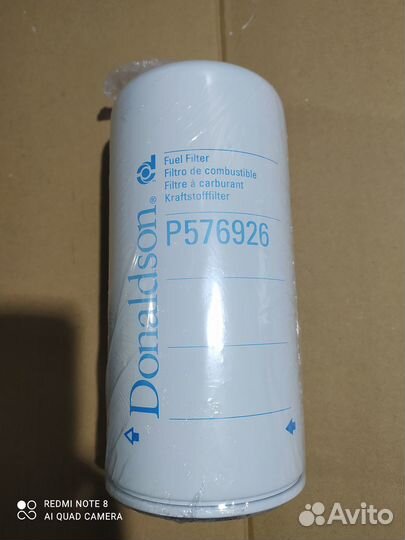 Donaldson®
Fuel Filter
Filtro de combustible
Filtre à carburant
Kraftstofffilter
P576926
REDMI NOTE 8
AI QUAD CAMERA
Avito